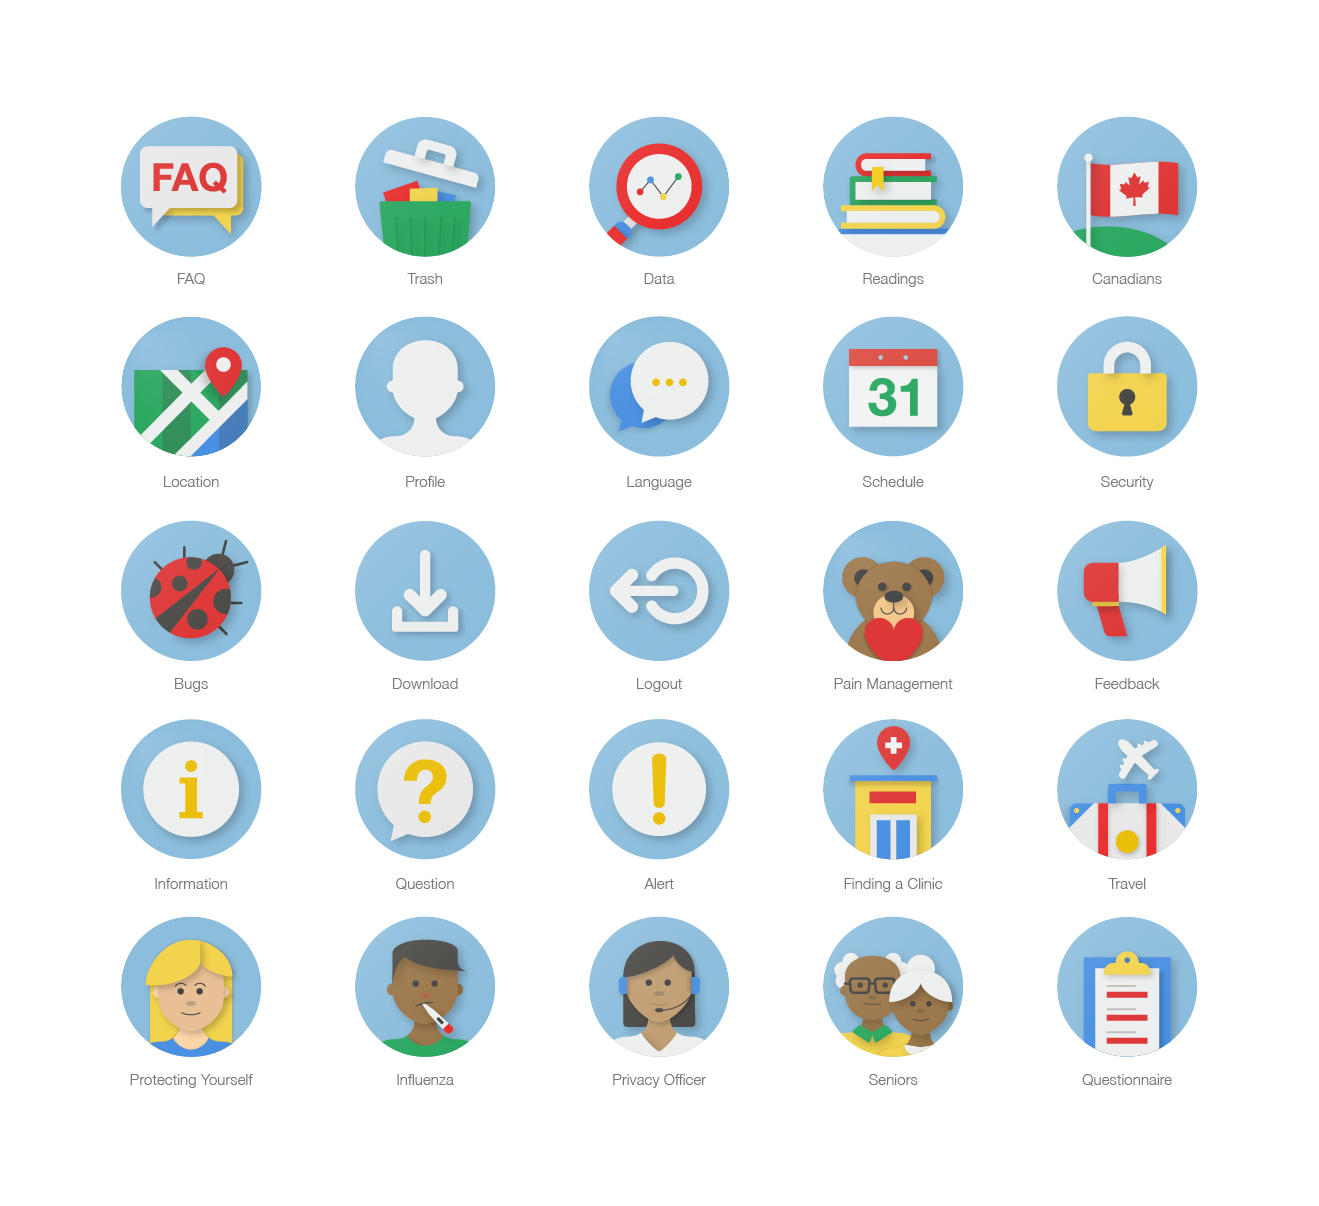 FAQ
FAQ
Trash
Data
Readings
Canadians
31
Location
Profile
Language
Schedule
Security
Bugs
Download
Logout
Pain Management
Feedback
i
?
!
Information
Question
Alert
Finding a Clinic
Travel
Protecting Yourself
Influenza
Privacy Officer
Seniors
Questionnaire